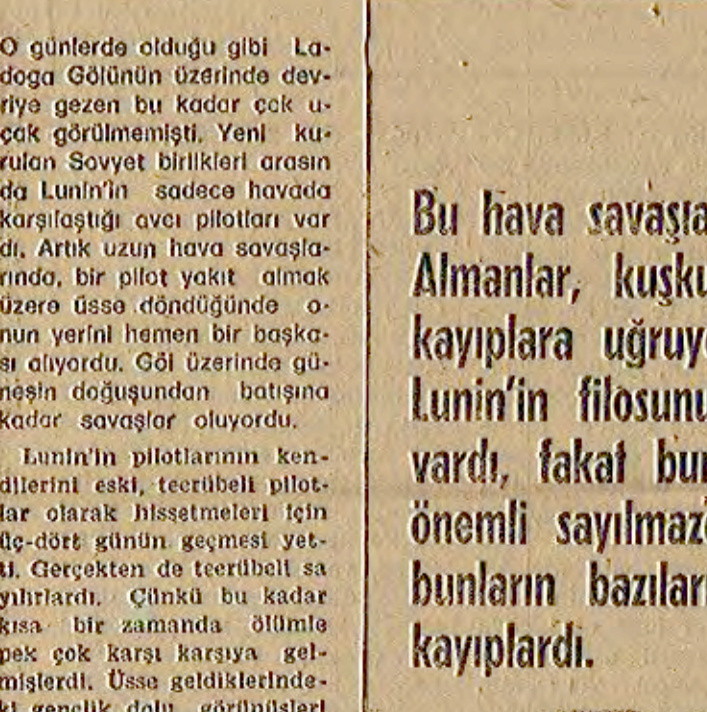 O günlerde olduğu gibi La-
doga Gölünün üzerinde dev-
riye gezen bu kadar çok u-
çak görülmemişti. Yeni ku-
rulan Sovyet birlikleri arasın
da Lunin'in sadece havada
karşılaştığı avcı pilotları var
dı. Artık uzun hava savaşla-
rında, bir pilot yakıt almak
üzere üsse döndüğünde o-
nun yerini hemen bir başka-
sı alıyordu. Göl üzerinde gü-
neşin doğuşundan batışına
kadar savaşlar oluyordu.
Lunin'in pilotlarının ken-
dilerini eski, tecrübeli pilot-
lar olarak hissetmeleri için
üç-dört günün geçmesi yet-
ti. Gerçekten de tecrübeli sa
yılırlardı. Çünkü bu kadar
kısa bir zamanda ölümle
pek çok karşı karşıya gel-
mişlerdi. Üsse geldiklerinde-
ki gençlik dolu görünüşleri
Bu hava savaşla
Almanlar, kuşku
kayıplara uğruyo
Lunin'in filosunu
vardı, fakat bun
önemli sayılmaz
bunların bazıları
kayıplardı.